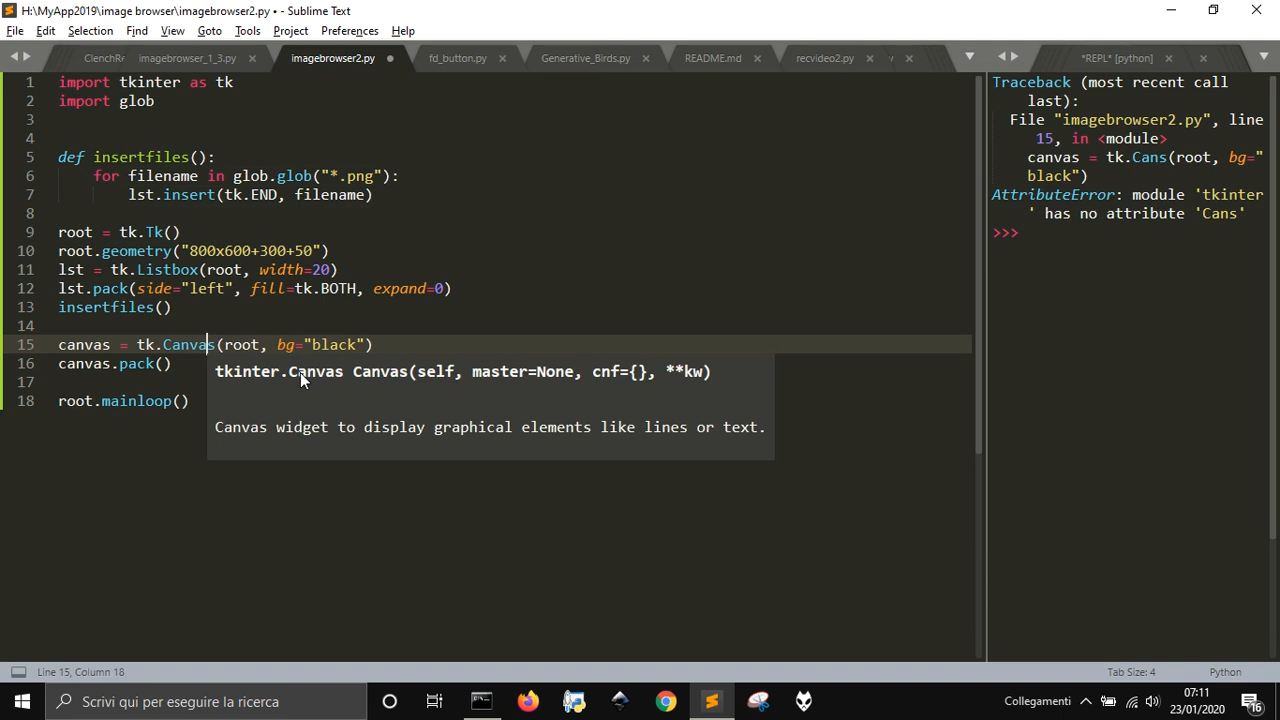 H:\MyApp2019\image browser\imagebrowser2.py • - Sublime Text
File Edit Selection Find View Goto Tools Project Preferences Help
ClenchR imagebrowser_1_3.py imagebrowser2.py fd_button.py Generative_Birds.py README.md recvideo2.py *REPL* [python]
1 import tkinter as tk
2 import glob
3
4
5 def insertfiles():
6 for filename in glob.glob("*.png"):
7 lst.insert(tk.END, filename)
8
9 root = tk.Tk()
10 root.geometry("800x600+300+50")
11 lst = tk.Listbox(root, width=20)
12 lst.pack(side="left", fill=tk.BOTH, expand=0)
13 insertfiles()
14
15 canvas = tk.Canvas(root, bg="black")
16 canvas.pack()
17
18 root.mainloop()
tkinter.Canvas Canvas(self, master=None, cnf={}, **kw)
Canvas widget to display graphical elements like lines or text.
Traceback (most recent call
last):
File "imagebrowser2.py", line
15, in <module>
canvas = tk.Cans(root, bg="
black")
AttributeError: module 'tkinter
' has no attribute 'Cans'
>>>
Line 15, Column 18
Tab Size: 4 Python
Scrivi qui per eseguire la ricerca
Collegamenti
07:11
23/01/2020
16